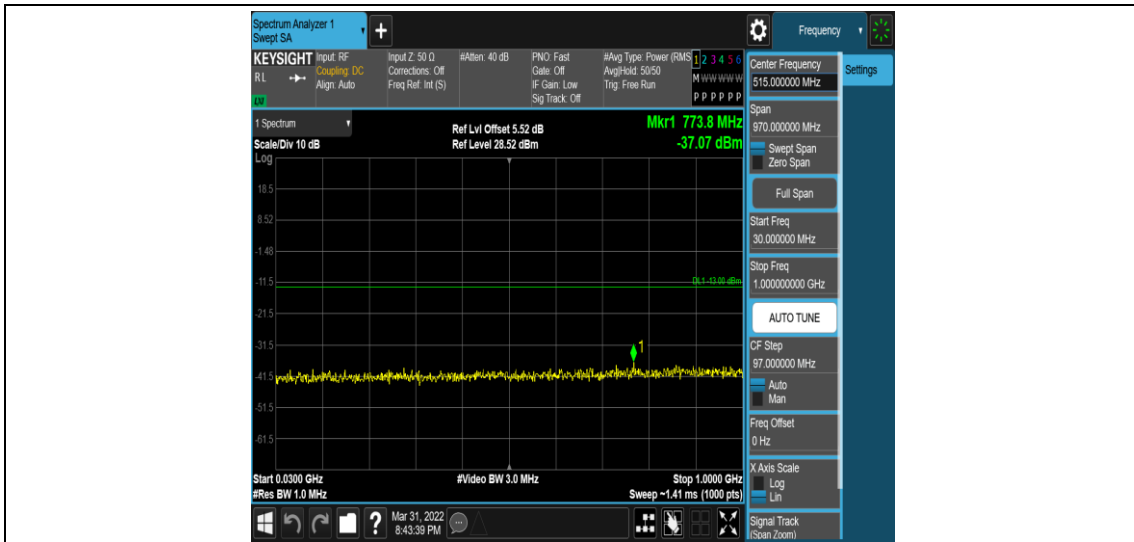 Spectrum Analyzer 1
Swept SA
+
Frequency
KEYSIGHT
RL
LXI
Input: RF
Coupling: DC
Align: Auto
Input Z: 50 Ω
Corrections: Off
Freq Ref: Int (S)
#Atten: 40 dB
PNO: Fast
Gate: Off
IF Gain: Low
Sig Track: Off
#Avg Type: Power (RMS
Avg|Hold: 50/50
Trig: Free Run
1 2 3 4 5 6
M W W W W W
P P P P P P
Center Frequency
515.000000 MHz
Settings
1 Spectrum
Scale/Div 10 dB
Ref Lvl Offset 5.52 dB
Ref Level 28.52 dBm
Mkr1 773.8 MHz
-37.07 dBm
Log
18.5
8.52
-1.48
-11.5
-21.5
-31.5
-41.5
-51.5
-61.5
DL1 -13.00 dBm
1
Start 0.0300 GHz
#Res BW 1.0 MHz
#Video BW 3.0 MHz
Stop 1.0000 GHz
Sweep ~1.41 ms (1000 pts)
Span
970.000000 MHz
Swept Span
Zero Span
Full Span
Start Freq
30.000000 MHz
Stop Freq
1.000000000 GHz
AUTO TUNE
CF Step
97.000000 MHz
Auto
Man
Freq Offset
0 Hz
X Axis Scale
Log
Lin
Signal Track
(Span Zoom)
?
Mar 31, 2022
8:43:39 PM